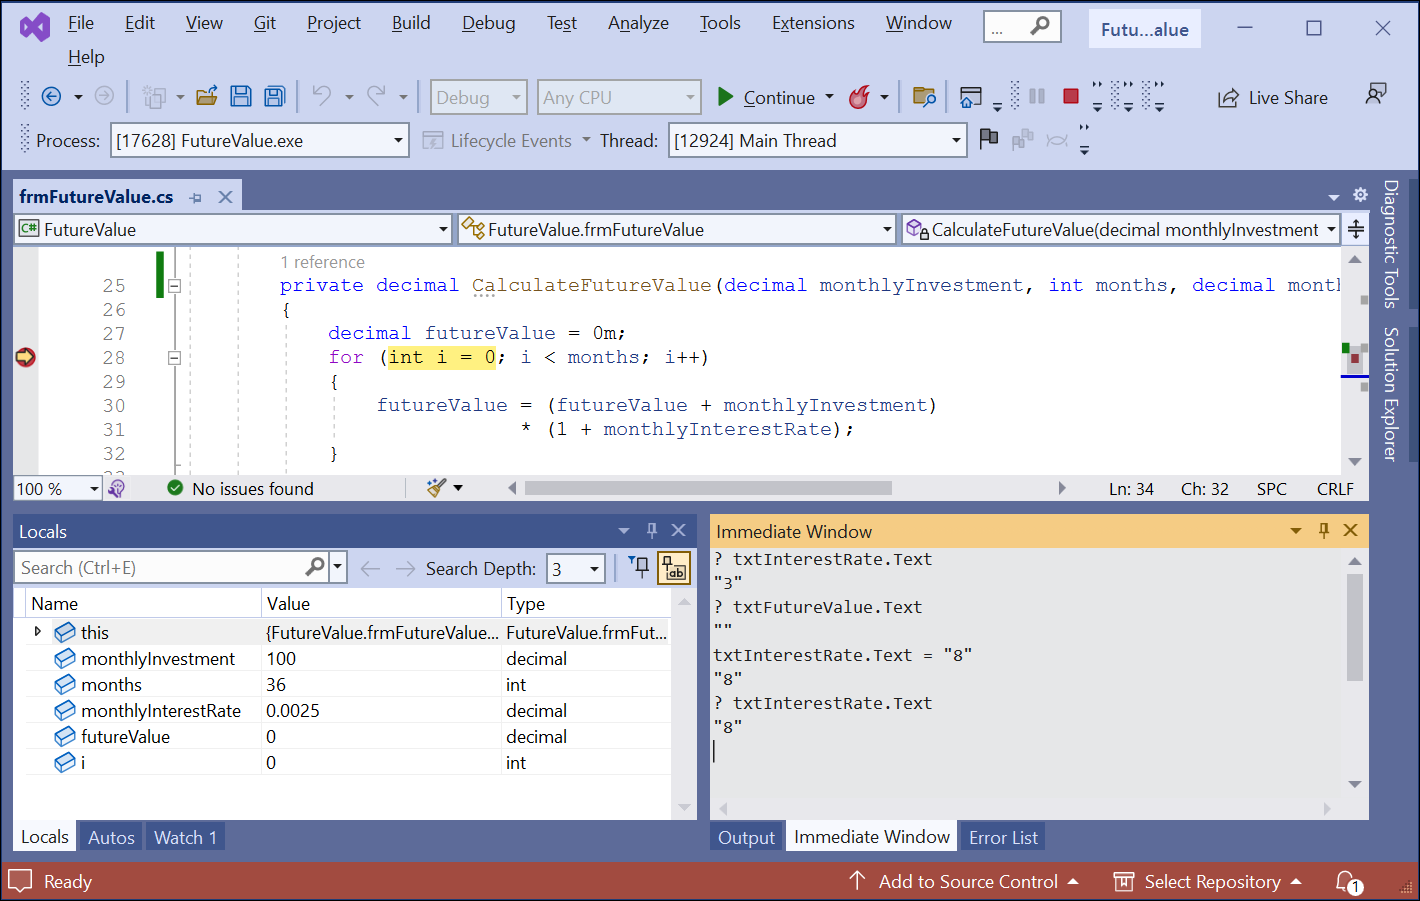 File Edit View Git Project Build Debug Test Analyze Tools Extensions Window ... Futu...alue
Help
Debug Any CPU Continue Live Share
Process: [17628] FutureValue.exe Lifecycle Events Thread: [12924] Main Thread
frmFutureValue.cs
C# FutureValue FutureValue.frmFutureValue CalculateFutureValue(decimal monthlyInvestment
1 reference
25 private decimal CalculateFutureValue(decimal monthlyInvestment, int months, decimal month
26 {
27 decimal futureValue = 0m;
28 for (int i = 0; i < months; i++)
29 {
30 futureValue = (futureValue + monthlyInvestment)
31 * (1 + monthlyInterestRate);
32 }
100 % No issues found Ln: 34 Ch: 32 SPC CRLF
Diagnostic Tools
Solution Explorer
Locals
Search (Ctrl+E) Search Depth: 3
Name Value Type
this {FutureValue.frmFutureValue... FutureValue.frmFut...
monthlyInvestment 100 decimal
months 36 int
monthlyInterestRate 0.0025 decimal
futureValue 0 decimal
i 0 int
Locals Autos Watch 1
Immediate Window
? txtInterestRate.Text
"3"
? txtFutureValue.Text
""
txtInterestRate.Text = "8"
"8"
? txtInterestRate.Text
"8"
Output Immediate Window Error List
Ready Add to Source Control Select Repository 1